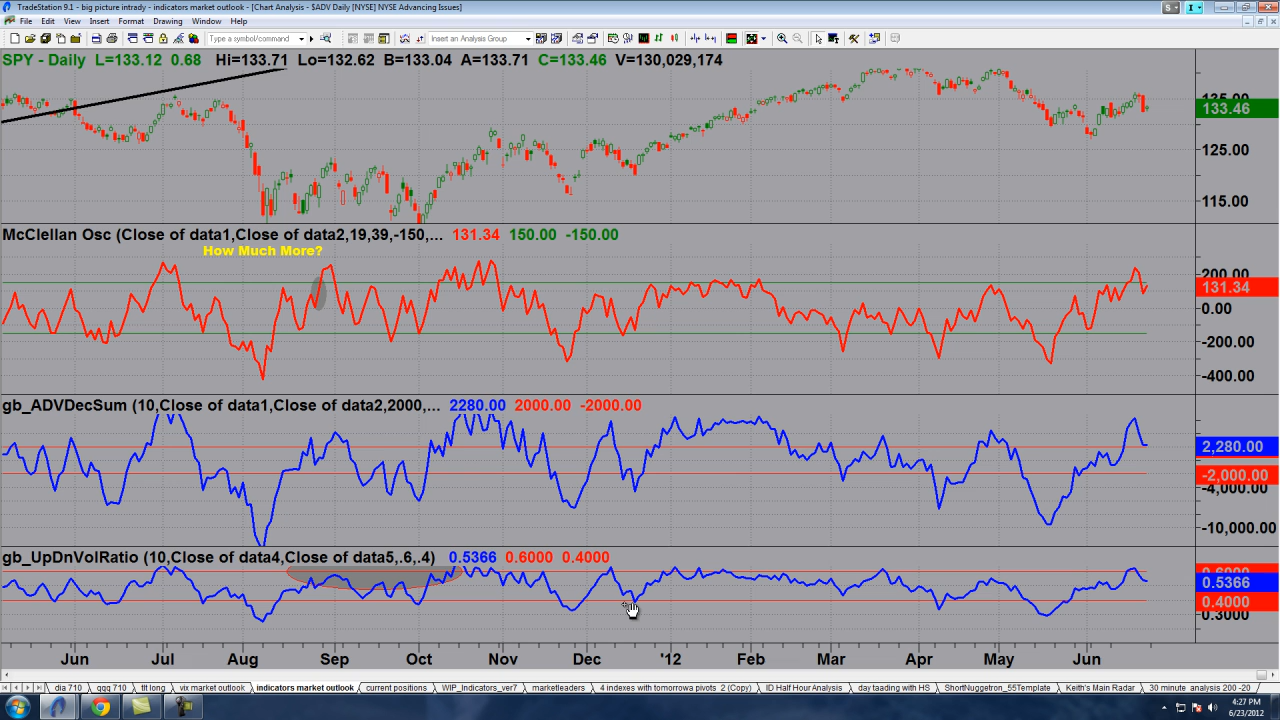 TradeStation 9.1 - big picture intrady - indicators market outlook - [Chart Analysis - $ADV Daily [NYSE] NYSE Advancing Issues]
File Edit View Insert Format Drawing Window Help
Type a symbol/command
Insert an Analysis Group
SPY - Daily L=133.12 0.68 Hi=133.71 Lo=132.62 B=133.04 A=133.71 C=133.46 V=130,029,174
135.00
133.46
125.00
115.00
McClellan Osc (Close of data1,Close of data2,19,39,-150,... 131.34 150.00 -150.00
How Much More?
200.00
131.34
0.00
-200.00
-400.00
gb_ADVDecSum (10,Close of data1,Close of data2,2000,... 2280.00 2000.00 -2000.00
2,280.00
-2,000.00
-4,000.00
-10,000.00
gb_UpDnVolRatio (10,Close of data4,Close of data5,.6,.4) 0.5366 0.6000 0.4000
0.6000
0.5366
0.4000
0.3000
Jun Jul Aug Sep Oct Nov Dec '12 Feb Mar Apr May Jun
dia 710 qqq 710 tlt long vix market outlook indicators market outlook current positions WIP_Indicators_ver7 marketleaders 4 indexes with tomorrowa pivots 2 (Copy) ID Half Hour Analysis day taading with HS ShortNuggetron_55Template Keith's Main Radar 30 minute_analysis 200 -20
4:27 PM
6/23/2012